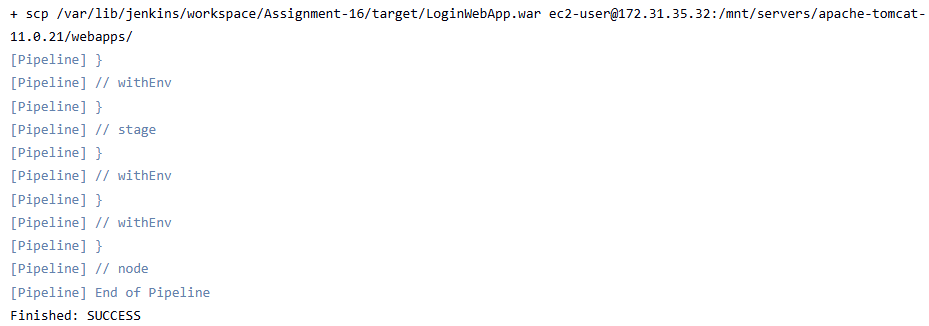 + scp /var/lib/jenkins/workspace/Assignment-16/target/LoginWebApp.war ec2-user@172.31.35.32:/mnt/servers/apache-tomcat-
11.0.21/webapps/
[Pipeline] }
[Pipeline] // withEnv
[Pipeline] }
[Pipeline] // stage
[Pipeline] }
[Pipeline] // withEnv
[Pipeline] }
[Pipeline] // withEnv
[Pipeline] }
[Pipeline] // node
[Pipeline] End of Pipeline
Finished: SUCCESS